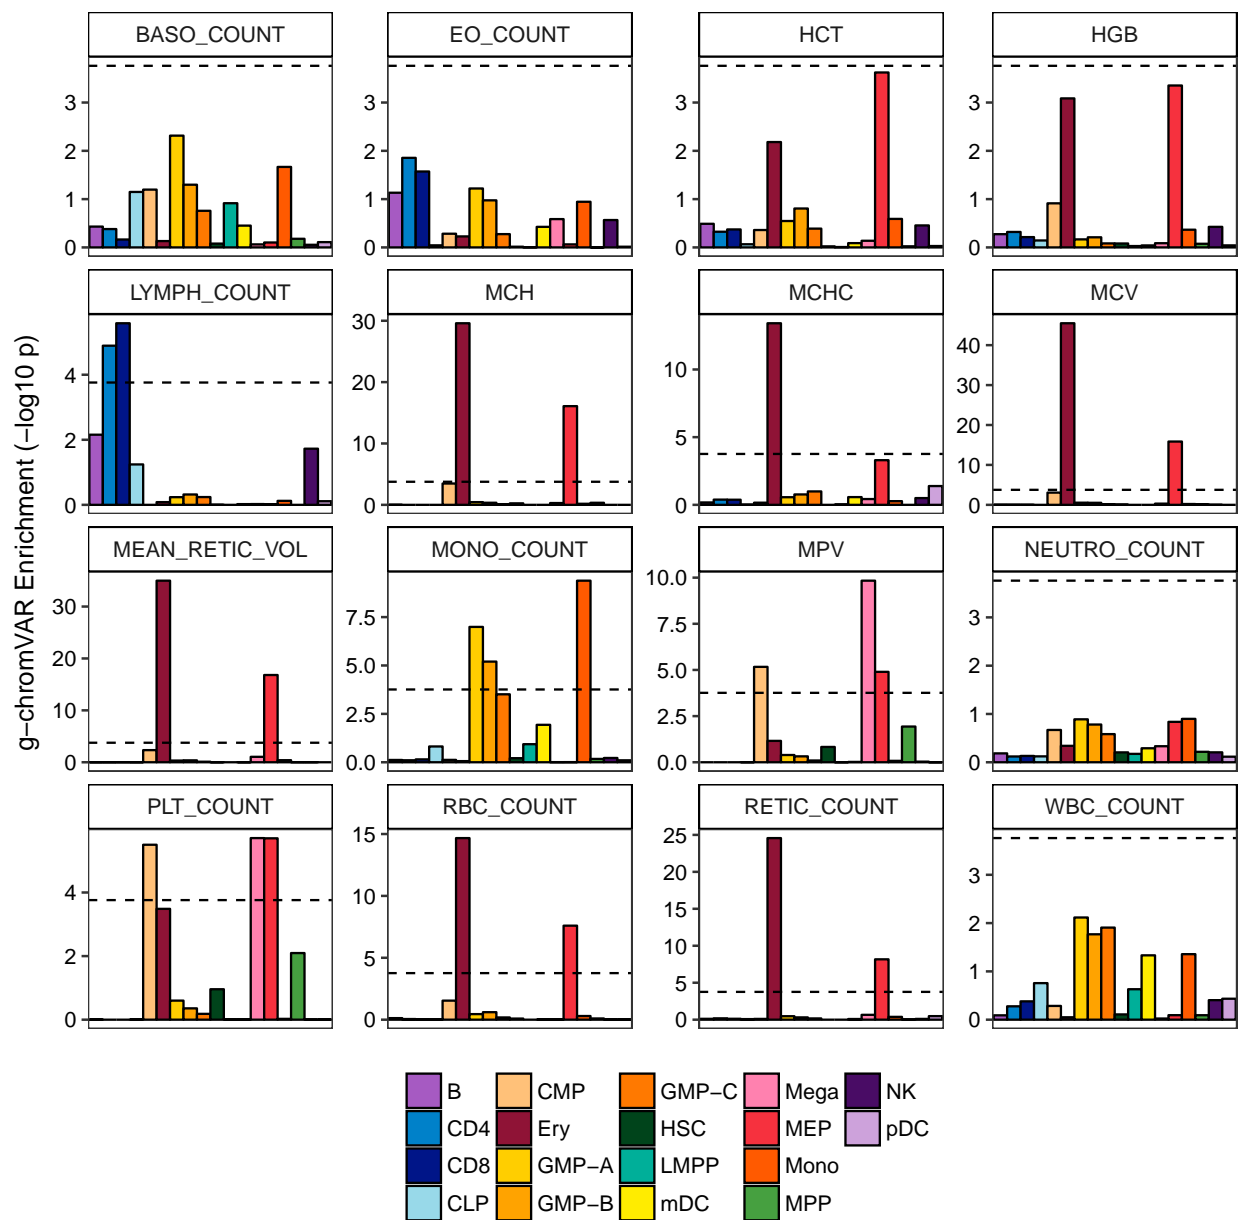 BASO_COUNT EO_COUNT HCT HGB
3 3 3 3
2 2 2 2
1 1 1 1
0 0 0 0
LYMPH_COUNT MCH MCHC MCV
4 2 0
30 20 10 0
10 5 0
40 30 20 10 0
g−chromVAR Enrichment (−log10 p)
MEAN_RETIC_VOL MONO_COUNT MPV NEUTRO_COUNT
30 20 10 0
7.5 5.0 2.5 0.0
10.0 7.5 5.0 2.5 0.0
3 2 1 0
PLT_COUNT RBC_COUNT RETIC_COUNT WBC_COUNT
4 2 0
15 10 5 0
25 20 15 10 5 0
3 2 1 0
B CMP GMP−C Mega NK
CD4 Ery HSC MEP pDC
CD8 GMP−A LMPP Mono
CLP GMP−B mDC MPP